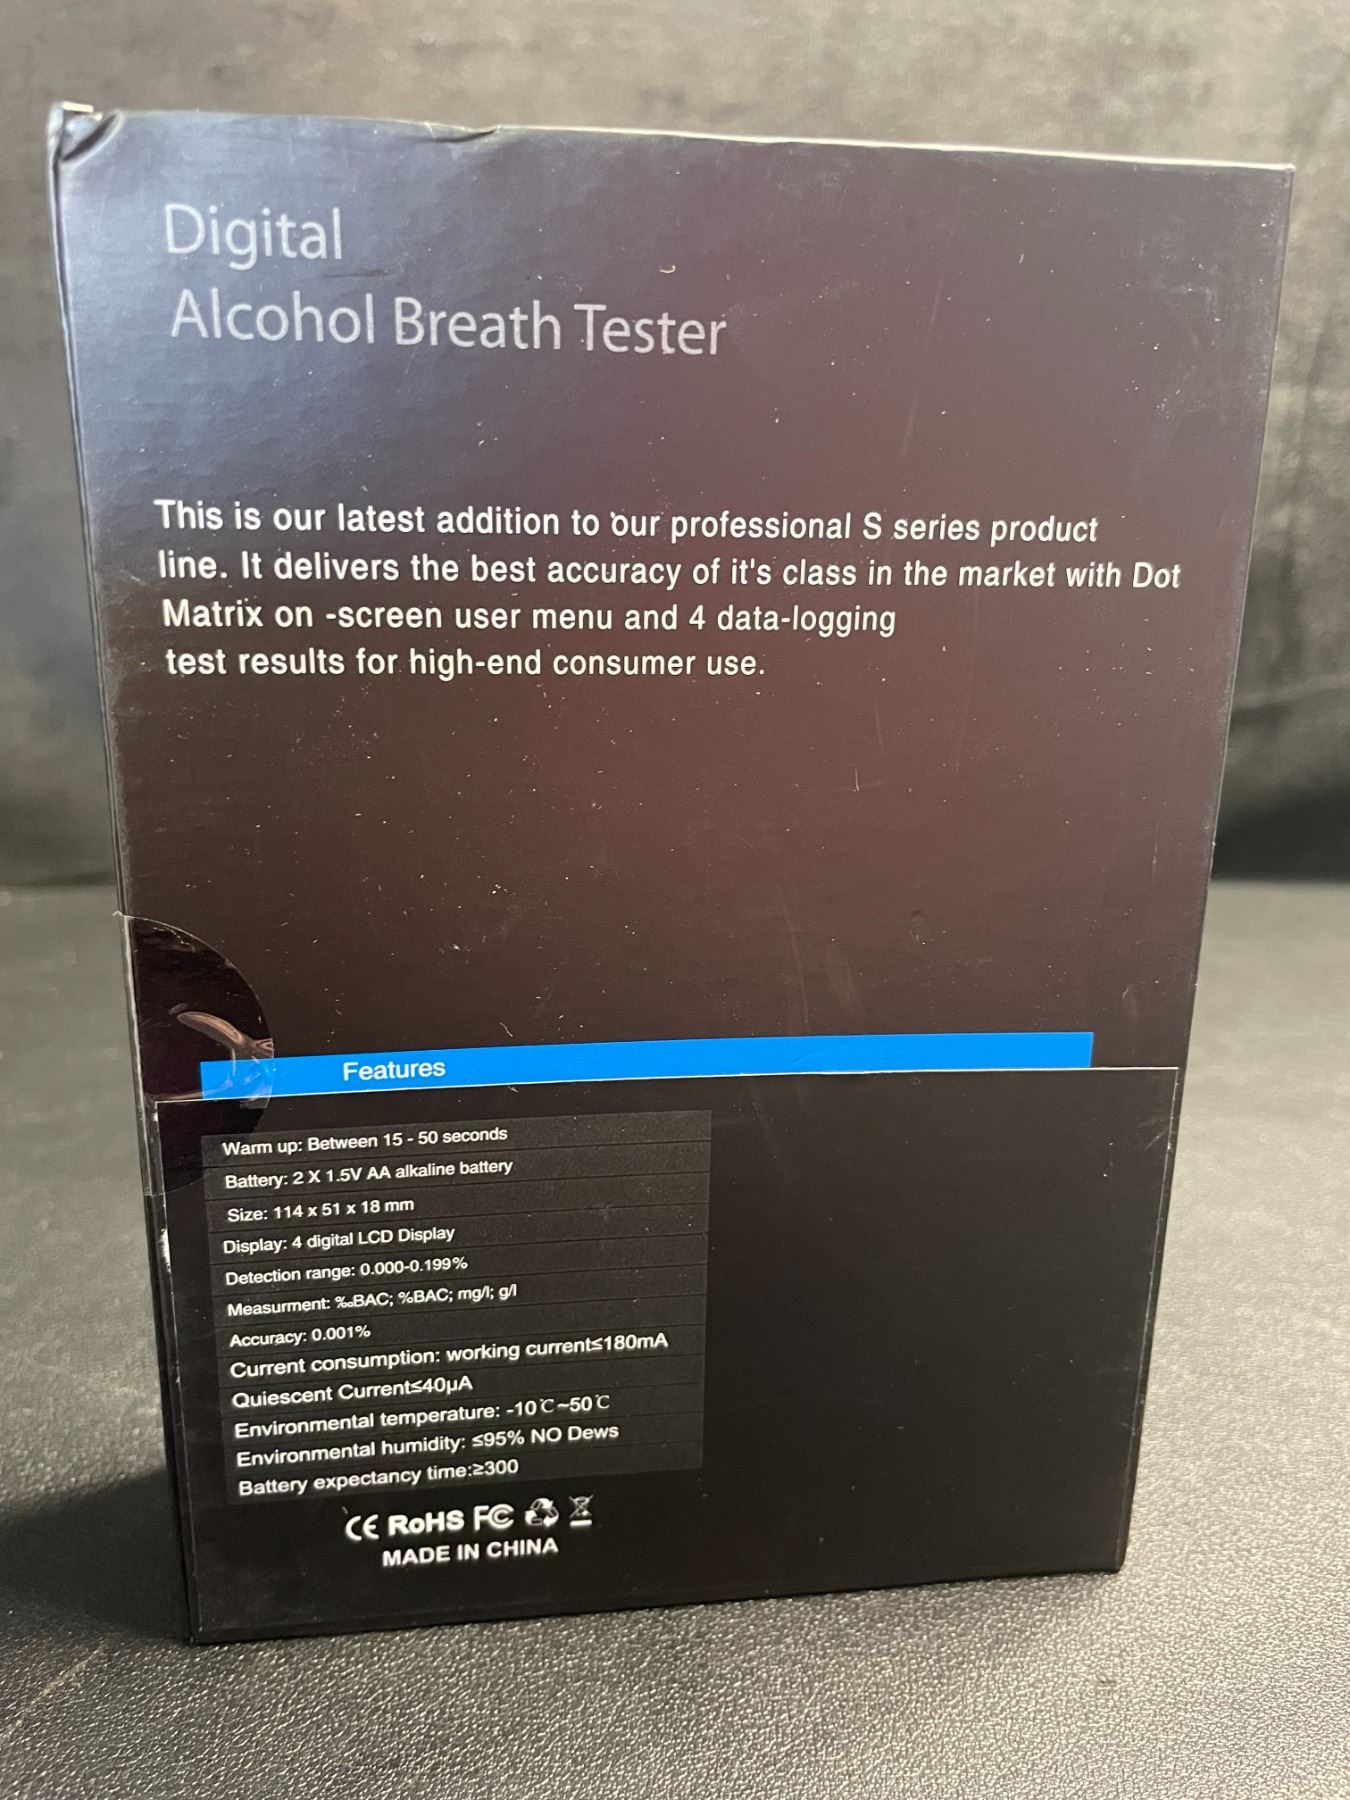 Digital
Alcohol Breath Tester
This is our latest addition to our professional S series product
line. It delivers the best accuracy of it's class in the market with Dot
Matrix on -screen user menu and 4 data-logging
test results for high-end consumer use.
Features
Warm up: Between 15 - 50 seconds
Battery: 2 X 1.5V AA alkaline battery
Size: 114 x 51 x 18 mm
Display: 4 digital LCD Display
Detection range: 0.000-0.199%
Measurment: ‰BAC; %BAC; mg/l; g/l
Accuracy: 0.001%
Current consumption: working current≤180mA
Quiescent Current≤40μA
Environmental temperature: -10℃~50℃
Environmental humidity: ≤95% NO Dews
Battery expectancy time:≥300
CE RoHS FC
MADE IN CHINA